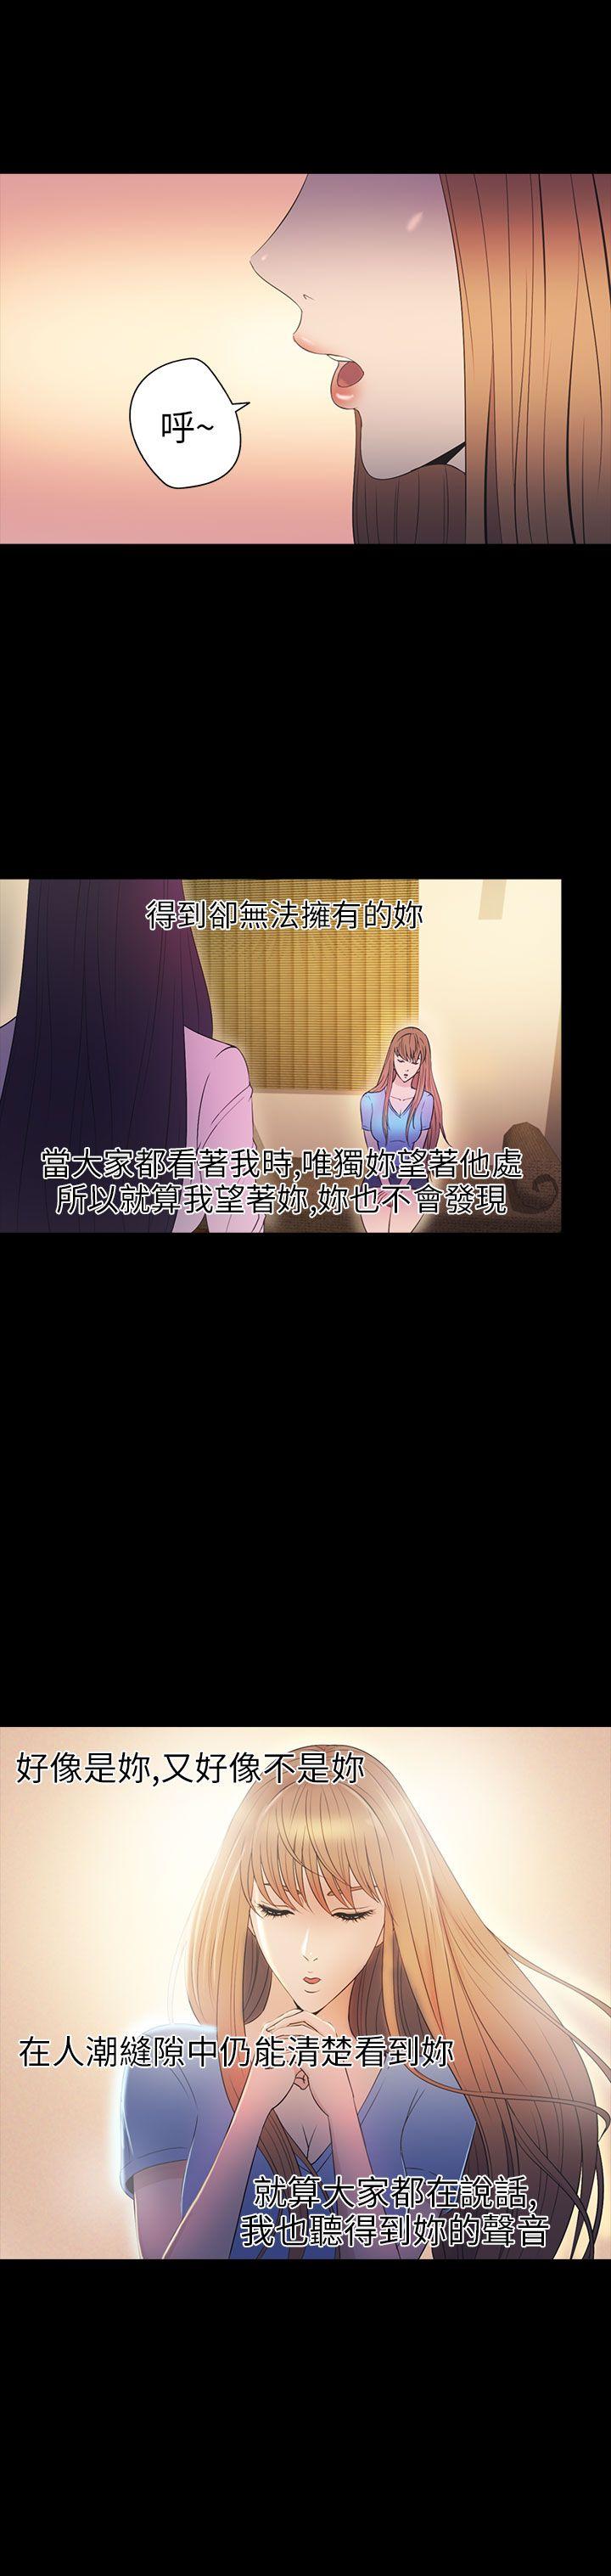 呼~
得到卻無法擁有的妳
當大家都看著我時,唯獨妳望著他處
所以就算我望著妳,妳也不會發現
好像是妳,又好像不是妳
在人潮縫隙中仍能清楚看到妳
就算大家都在說話,
我也聽得到妳的聲音